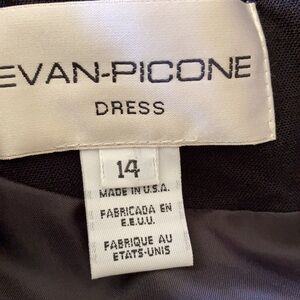 EVAN-PICONE
DRESS
14
MADE IN U.S.A.
FABRICADA EN
E.E.U.U.
FABRIQUE AU
ETATS-UNIS